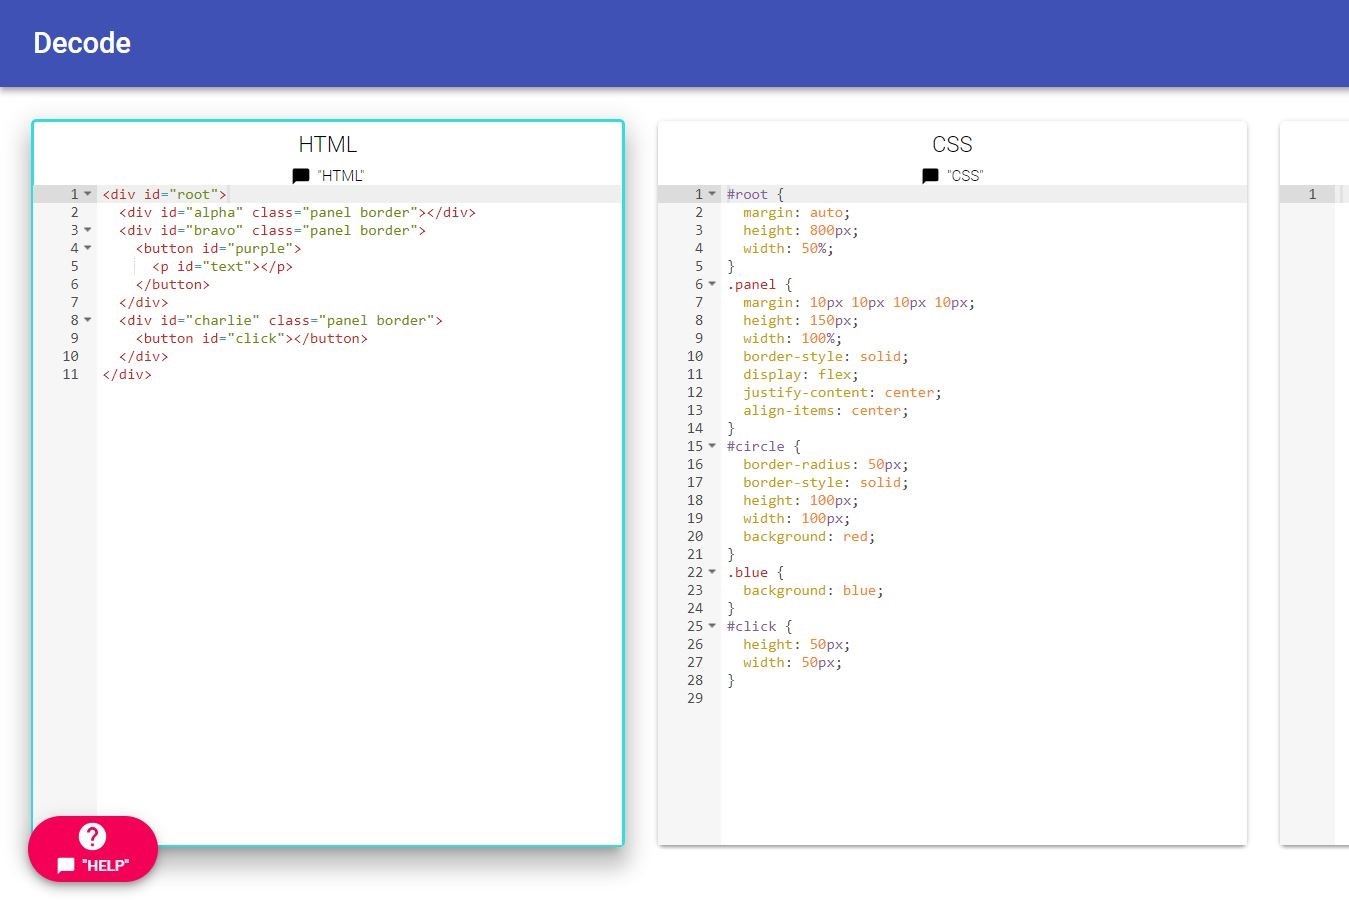 Decode
HTML
"HTML"
1 <div id="root">
2   <div id="alpha" class="panel border"></div>
3   <div id="bravo" class="panel border">
4     <button id="purple">
5       <p id="text"></p>
6     </button>
7   </div>
8   <div id="charlie" class="panel border">
9     <button id="click"></button>
10   </div>
11 </div>
CSS
"CSS"
1 #root {
2   margin: auto;
3   height: 800px;
4   width: 50%;
5 }
6 .panel {
7   margin: 10px 10px 10px 10px;
8   height: 150px;
9   width: 100%;
10   border-style: solid;
11   display: flex;
12   justify-content: center;
13   align-items: center;
14 }
15 #circle {
16   border-radius: 50px;
17   border-style: solid;
18   height: 100px;
19   width: 100px;
20   background: red;
21 }
22 .blue {
23   background: blue;
24 }
25 #click {
26   height: 50px;
27   width: 50px;
28 }
29
1
?
"HELP"